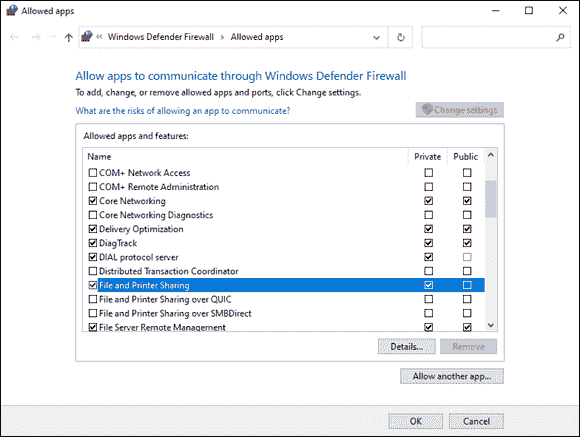 Allowed apps
« Windows Defender Firewall > Allowed apps
Allow apps to communicate through Windows Defender Firewall
To add, change, or remove allowed apps and ports, click Change settings.
What are the risks of allowing an app to communicate?
Change settings
Allowed apps and features:
Name Private Public
COM+ Network Access
COM+ Remote Administration
Core Networking
Core Networking Diagnostics
Delivery Optimization
DiagTrack
DIAL protocol server
Distributed Transaction Coordinator
File and Printer Sharing
File and Printer Sharing over QUIC
File and Printer Sharing over SMBDirect
File Server Remote Management
Details... Remove
Allow another app...
OK Cancel